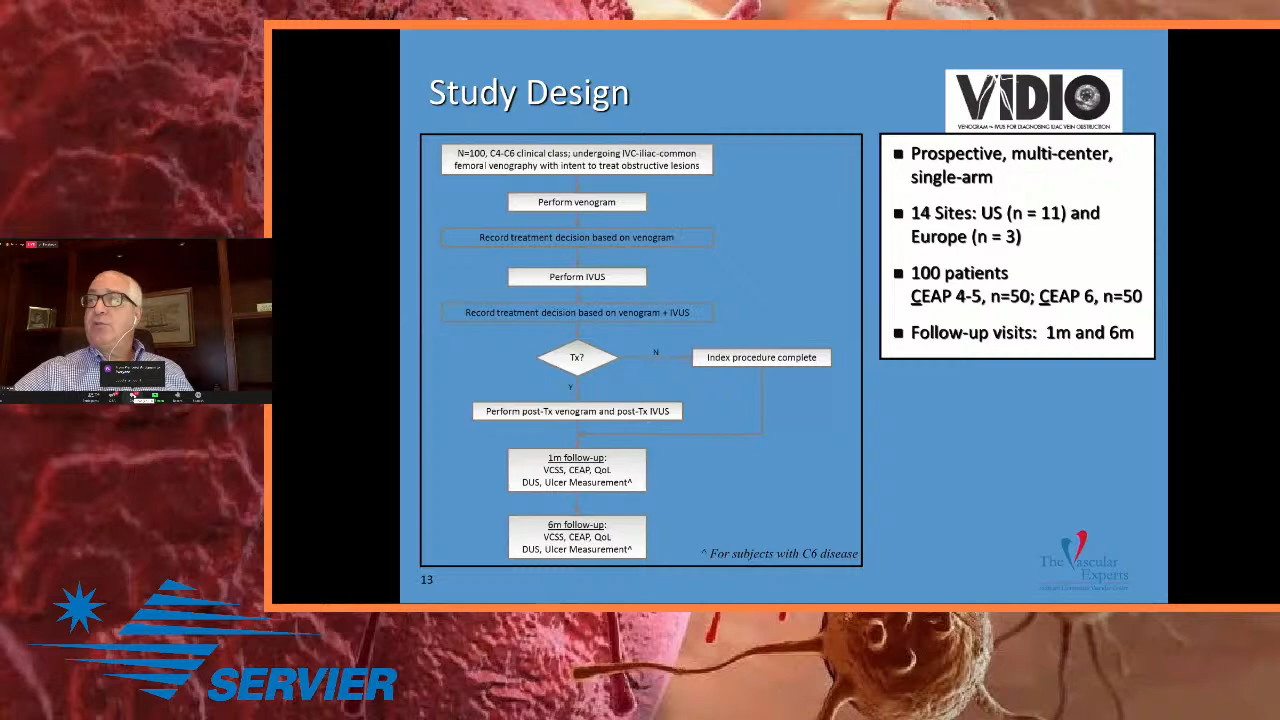 Study Design
VIDIO
VENOGRAM vs IVUS FOR DIAGNOSING ILIAC VEIN OBSTRUCTION
N=100, C4-C6 clinical class; undergoing IVC-iliac-common
femoral venography with intent to treat obstructive lesions
Perform venogram
Record treatment decision based on venogram
Perform IVUS
Record treatment decision based on venogram + IVUS
Tx?
N
Index procedure complete
Y
Perform post-Tx venogram and post-Tx IVUS
1m follow-up:
VCSS, CEAP, QoL
DUS, Ulcer Measurement^
6m follow-up:
VCSS, CEAP, QoL
DUS, Ulcer Measurement^
^ For subjects with C6 disease
13
■ Prospective, multi-center,
single-arm
■ 14 Sites: US (n = 11) and
Europe (n = 3)
■ 100 patients
CEAP 4-5, n=50; CEAP 6, n=50
■ Follow-up visits: 1m and 6m
The Vascular
Experts
SERVIER